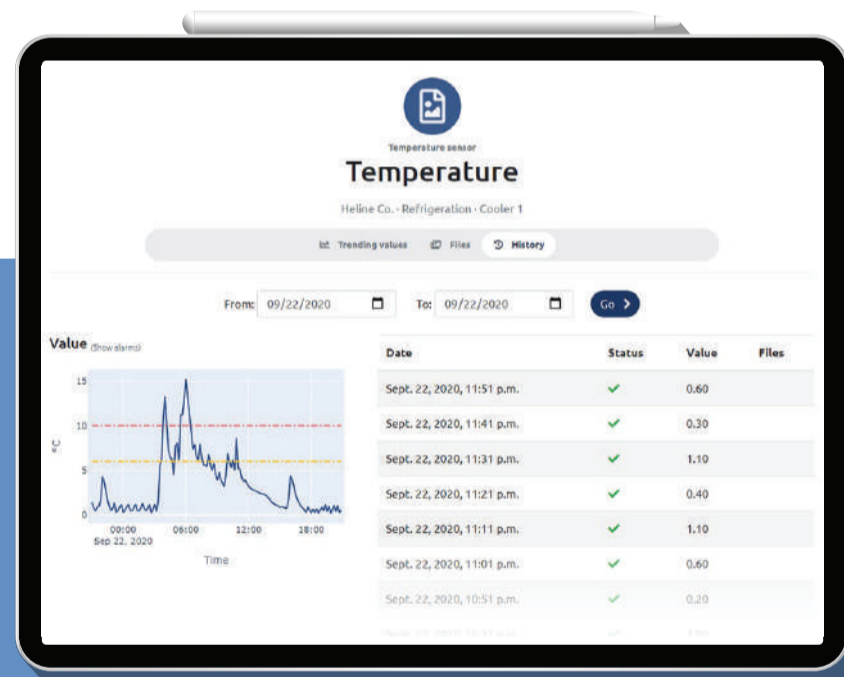 Temperature sensor
Temperature
Heline Co. · Refrigeration · Cooler 1
Trending values Files History
From: 09/22/2020 To: 09/22/2020 Go
Value (Show alarms)
15
10
5
0
°C
00:00 06:00 12:00 18:00
Sep 22, 2020
Time
Date Status Value Files
Sept. 22, 2020, 11:51 p.m. 0.60
Sept. 22, 2020, 11:41 p.m. 0.30
Sept. 22, 2020, 11:31 p.m. 1.10
Sept. 22, 2020, 11:21 p.m. 0.40
Sept. 22, 2020, 11:11 p.m. 1.10
Sept. 22, 2020, 11:01 p.m. 0.60
Sept. 22, 2020, 10:51 p.m. 0.20